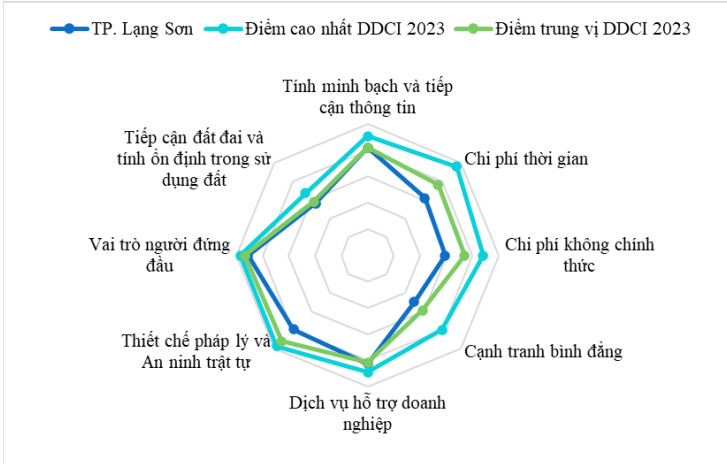 TP. Lạng Sơn
Điểm cao nhất DDCI 2023
Điểm trung vị DDCI 2023
Tính minh bạch và tiếp
cận thông tin
Chi phí thời gian
Chi phí không chính
thức
Cạnh tranh bình đẳng
Dịch vụ hỗ trợ doanh
nghiệp
Thiết chế pháp lý và
An ninh trật tự
Vai trò người đứng
đầu
Tiếp cận đất đai và
tính ổn định trong sử
dụng đất